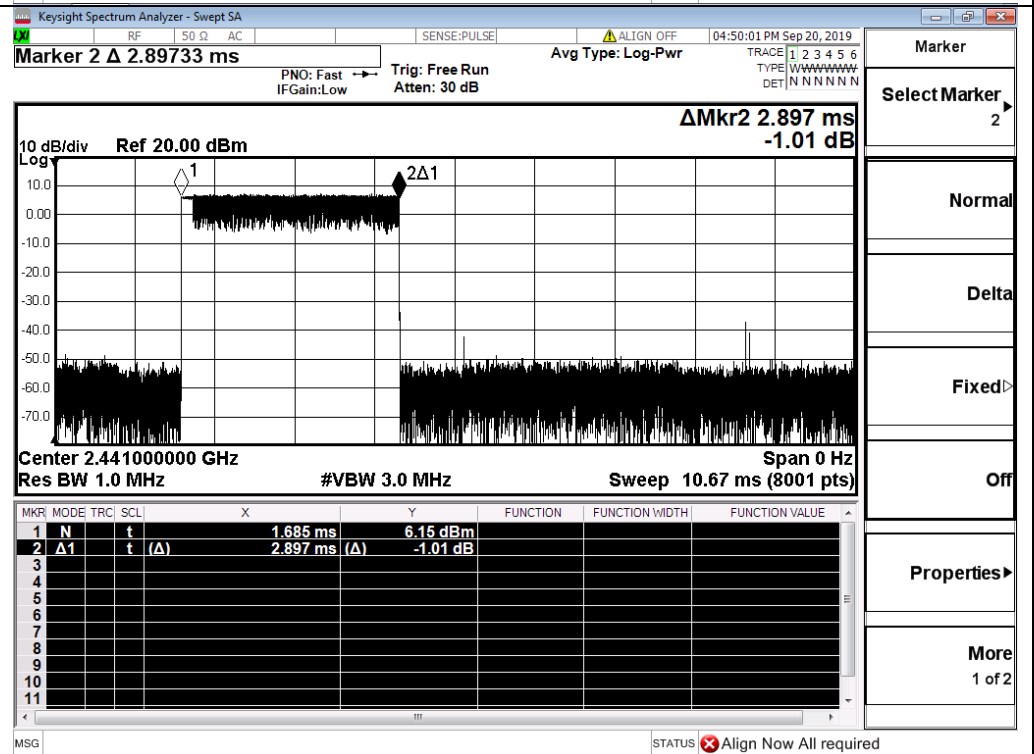 Keysight Spectrum Analyzer - Swept SA
LXI RF 50 Ω AC SENSE:PULSE ALIGN OFF 04:50:01 PM Sep 20, 2019
Marker 2 Δ 2.89733 ms
Avg Type: Log-Pwr
TRACE 1 2 3 4 5 6
TYPE WWWWWW
DET N N N N N N
PNO: Fast
IFGain:Low
Trig: Free Run
Atten: 30 dB
ΔMkr2 2.897 ms
-1.01 dB
10 dB/div Ref 20.00 dBm
Log
1
2Δ1
10.0
0.00
-10.0
-20.0
-30.0
-40.0
-50.0
-60.0
-70.0
Center 2.441000000 GHz Span 0 Hz
Res BW 1.0 MHz #VBW 3.0 MHz Sweep 10.67 ms (8001 pts)
MKR MODE TRC SCL X Y FUNCTION FUNCTION WIDTH FUNCTION VALUE
1 N t 1.685 ms 6.15 dBm
2 Δ1 t (Δ) 2.897 ms (Δ) -1.01 dB
3
4
5
6
7
8
9
10
11
MSG STATUS Align Now All required
Marker
Select Marker
2
Normal
Delta
Fixed
Off
Properties
More
1 of 2